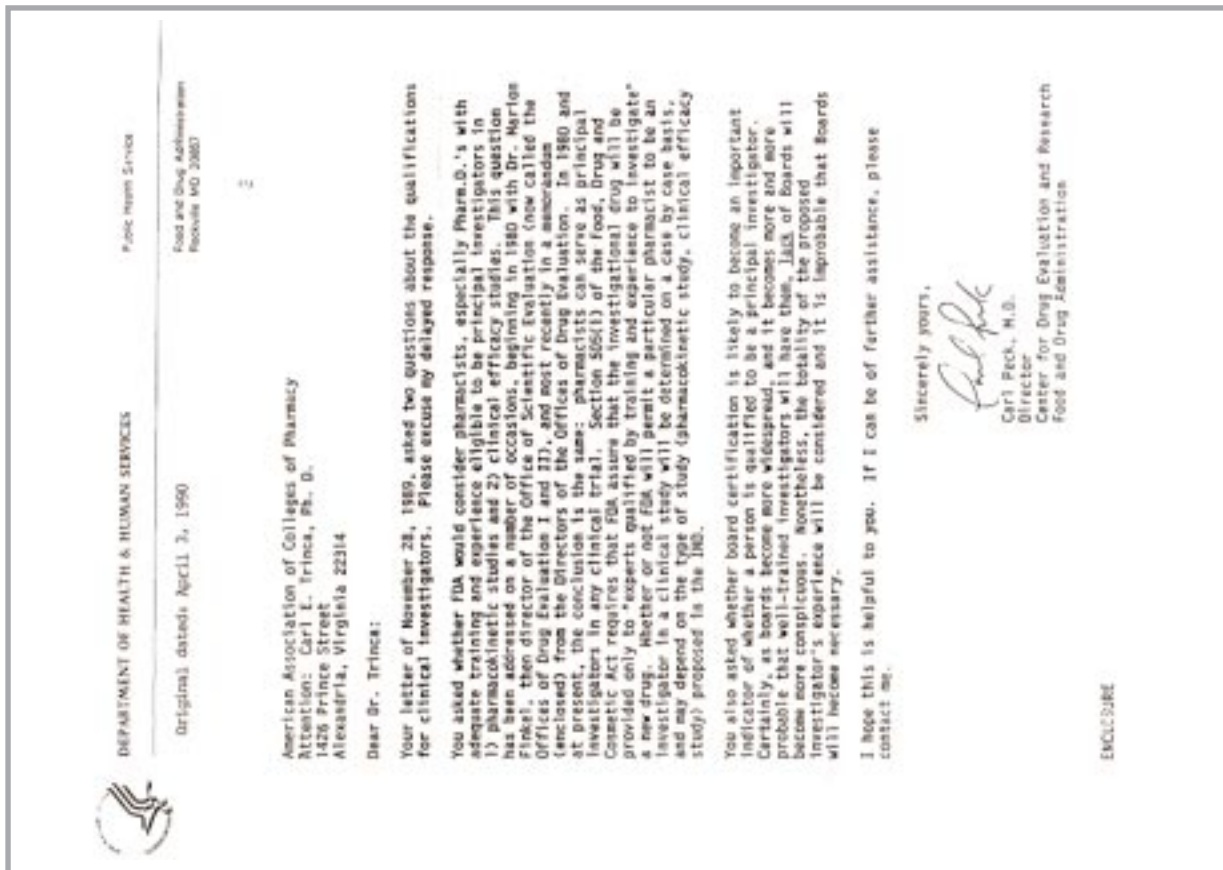 DEPARTMENT OF HEALTH & HUMAN SERVICES
Public Health Service
Food and Drug Administration
Rockville MD 20857
Original dated: April 3, 1990
American Association of Colleges of Pharmacy
Attention: Carl E. Trinca, Ph. D.
1426 Prince Street
Alexandria, Virginia 22314
Dear Dr. Trinca:
Your letter of November 28, 1989, asked two questions about the qualifications
for clinical investigators. Please excuse my delayed response.
You asked whether FDA would consider pharmacists, especially Pharm.D.'s with
adequate training and experience eligible to be principal investigators in
1) pharmacokinetic studies and 2) clinical efficacy studies. This question
has been addressed on a number of occasions, beginning in 1980 with Dr. Marion
Finkel, then director of the Office of Scientific Evaluation (now called the
Offices of Drug Evaluation I and II), and most recently in a memorandum
(enclosed) from the Directors of the Offices of Drug Evaluation. In 1980 and
at present, the conclusion is the same: pharmacists can serve as principal
investigators in any clinical trial. Section 505(i) of the Food, Drug and
Cosmetic Act requires that FDA assure that the investigational drug will be
provided only to "experts qualified by training and experience to investigate"
a new drug. Whether or not FDA will permit a particular pharmacist to be an
investigator in a clinical study will be determined on a case by case basis,
and may depend on the type of study (pharmacokinetic study, clinical efficacy
study) proposed in the IND.
You also asked whether board certification is likely to become an important
indicator of whether a person is qualified to be a principal investigator.
Certainly, as boards become more widespread, and it becomes more and more
probable that well-trained investigators will have them, lack of Boards will
become more conspicuous. Nonetheless, the totality of the proposed
investigator's experience will be considered and it is improbable that Boards
will become necessary.
I hope this is helpful to you. If I can be of further assistance, please
contact me.
Sincerely yours,
Carl Peck, M.D.
Director
Center for Drug Evaluation and Research
Food and Drug Administration
ENCLOSURE